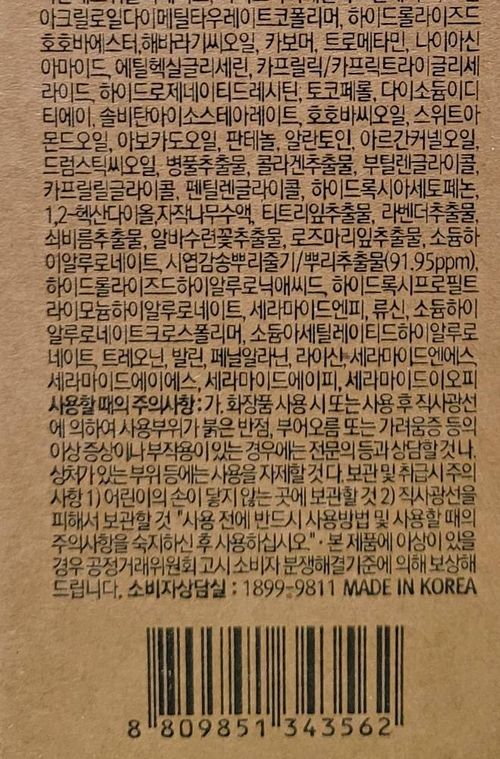 아크릴로일다이메틸타우레이트코폴리머, 하이드롤라이즈드
호호바에스터,해바라기씨오일, 카보머, 트로메타민, 나이아신
아마이드, 에틸헥실글리세린, 카프릴릭/카프릭트라이글리세
라이드, 하이드로제네이티드레시틴, 토코페롤, 다이소듐이디
티에이, 솔비탄아이소스테아레이트, 호호바씨오일, 스위트아
몬드오일, 아보카도오일, 판테놀, 알란토인, 아르간커넬오일,
드럼스틱씨오일, 병풀추출물, 콜라겐추출물, 부틸렌글라이콜,
카프릴릴글라이콜, 펜틸렌글라이콜, 하이드록시아세토페논,
1,2-헥산다이올,자작나무수액, 티트리잎추출물, 라벤더추출물,
쇠비름추출물, 알바수련꽃추출물, 로즈마리잎추출물, 소듐하
이알루로네이트, 시엽감송뿌리줄기/뿌리추출물(91.95ppm),
하이드롤라이즈드하이알루로닉애씨드, 하이드록시프로필트
라이모늄하이알루로네이트, 세라마이드엔피, 류신, 소듐하이
알루로네이트크로스폴리머, 소듐아세틸레이티드하이알루로
네이트, 트레오닌, 발린, 페닐알라닌, 라이신, 세라마이드엔에스,
세라마이드에이에스, 세라마이드에이피, 세라마이드이오피
사용할 때의 주의사항 : 가. 화장품 사용 시 또는 사용 후 직사광선
에 의하여 사용부위가 붉은 반점, 부어오름 또는 가려움증 등의
이상 증상이나 부작용이 있는 경우에는 전문의 등과 상담할 것 나.
상처가 있는 부위 등에는 사용을 자제할 것 다. 보관 및 취급시 주의
사항 1) 어린이의 손이 닿지 않는 곳에 보관할 것 2) 직사광선을
피해서 보관할 것 "사용 전에 반드시 사용방법 및 사용할 때의
주의사항을 숙지하신 후 사용하십시오." · 본 제품에 이상이 있을
경우 공정거래위원회 고시 소비자 분쟁해결기준에 의해 보상해
드립니다. 소비자상담실 : 1899-9811 MADE IN KOREA
8 809851 343562